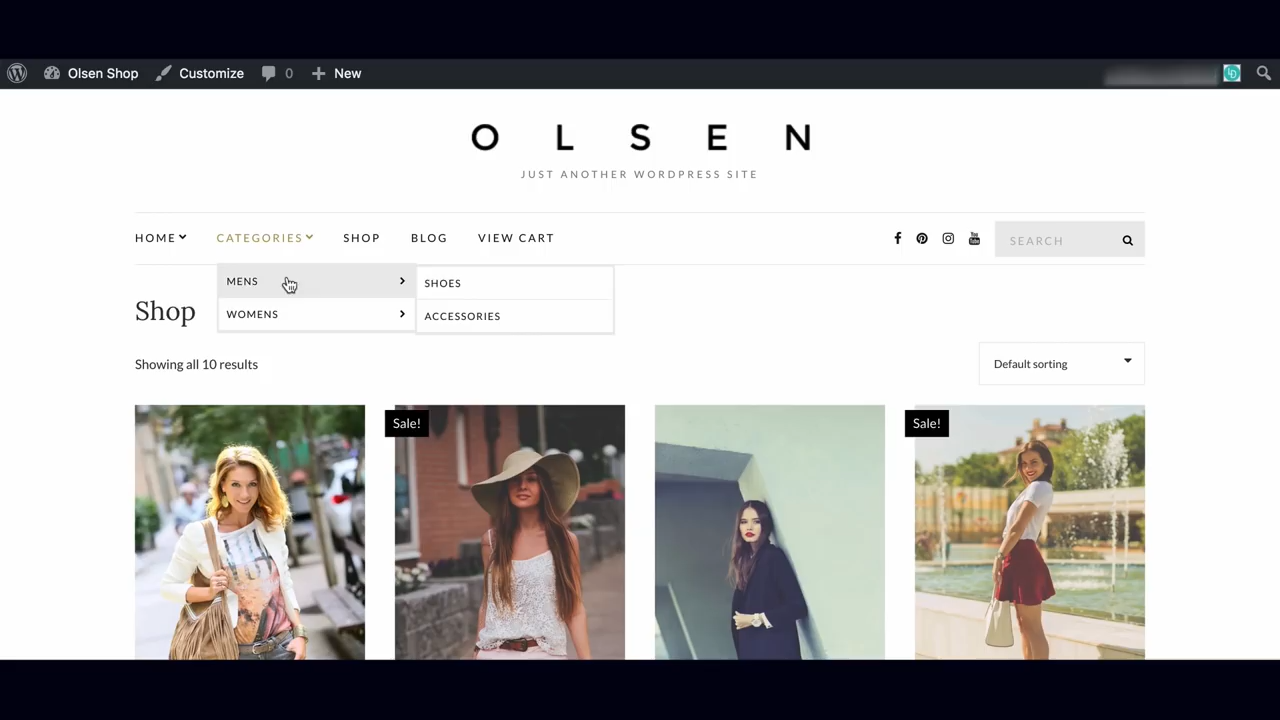 Olsen Shop Customize 0 New
O L S E N
JUST ANOTHER WORDPRESS SITE
HOME CATEGORIES SHOP BLOG VIEW CART SEARCH
MENS SHOES
WOMENS ACCESSORIES
Shop
Showing all 10 results Default sorting
Sale! Sale!